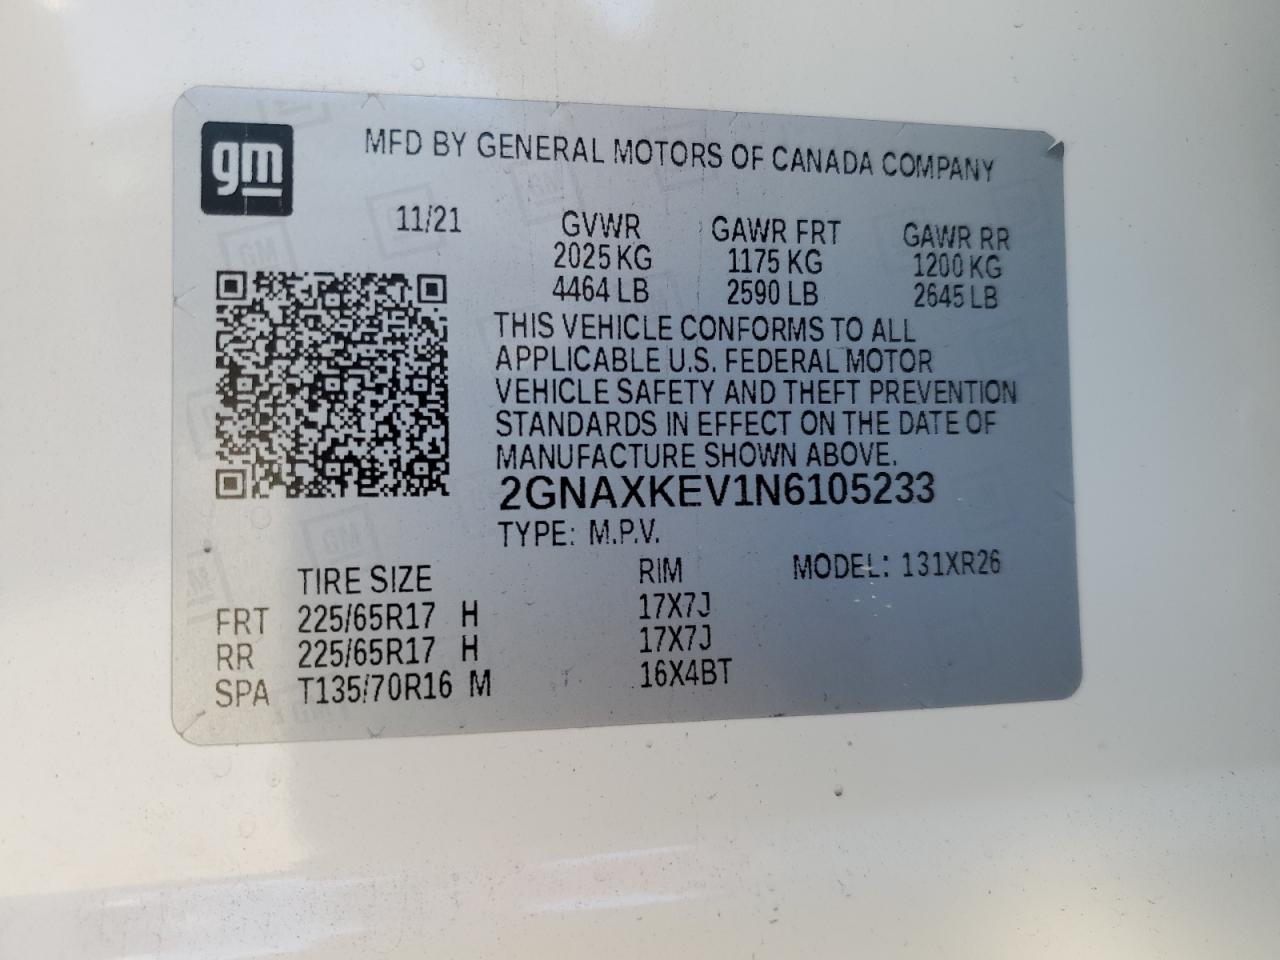 gm
MFD BY GENERAL MOTORS OF CANADA COMPANY
11/21 GVWR GAWR FRT GAWR RR
2025 KG 1175 KG 1200 KG
4464 LB 2590 LB 2645 LB
THIS VEHICLE CONFORMS TO ALL
APPLICABLE U.S. FEDERAL MOTOR
VEHICLE SAFETY AND THEFT PREVENTION
STANDARDS IN EFFECT ON THE DATE OF
MANUFACTURE SHOWN ABOVE.
2GNAXKEV1N6105233
TYPE: M.P.V.
TIRE SIZE RIM MODEL: 131XR26
FRT 225/65R17 H 17X7J
RR 225/65R17 H 17X7J
SPA T135/70R16 M 16X4BT